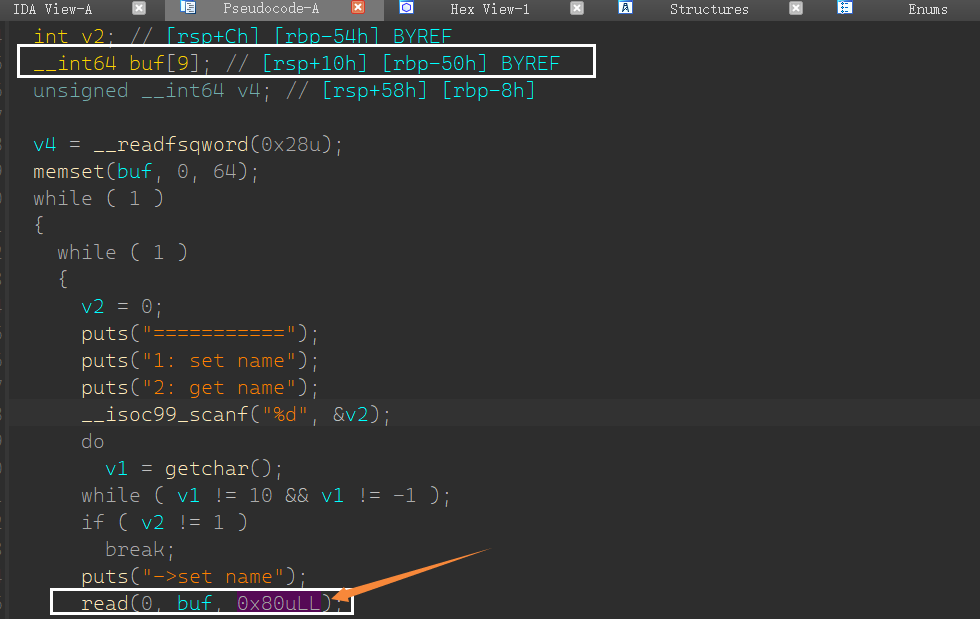 IDA View-A Pseudocode-A Hex View-1 Structures Enums
int v2; // [rsp+Ch] [rbp-54h] BYREF
__int64 buf[9]; // [rsp+10h] [rbp-50h] BYREF
unsigned __int64 v4; // [rsp+58h] [rbp-8h]
v4 = __readfsqword(0x28u);
memset(buf, 0, 64);
while ( 1 )
{
while ( 1 )
{
v2 = 0;
puts("===========");
puts("1: set name");
puts("2: get name");
__isoc99_scanf("%d", &v2);
do
v1 = getchar();
while ( v1 != 10 && v1 != -1 );
if ( v2 != 1 )
break;
puts("->set name");
read(0, buf, 0x80uLL);